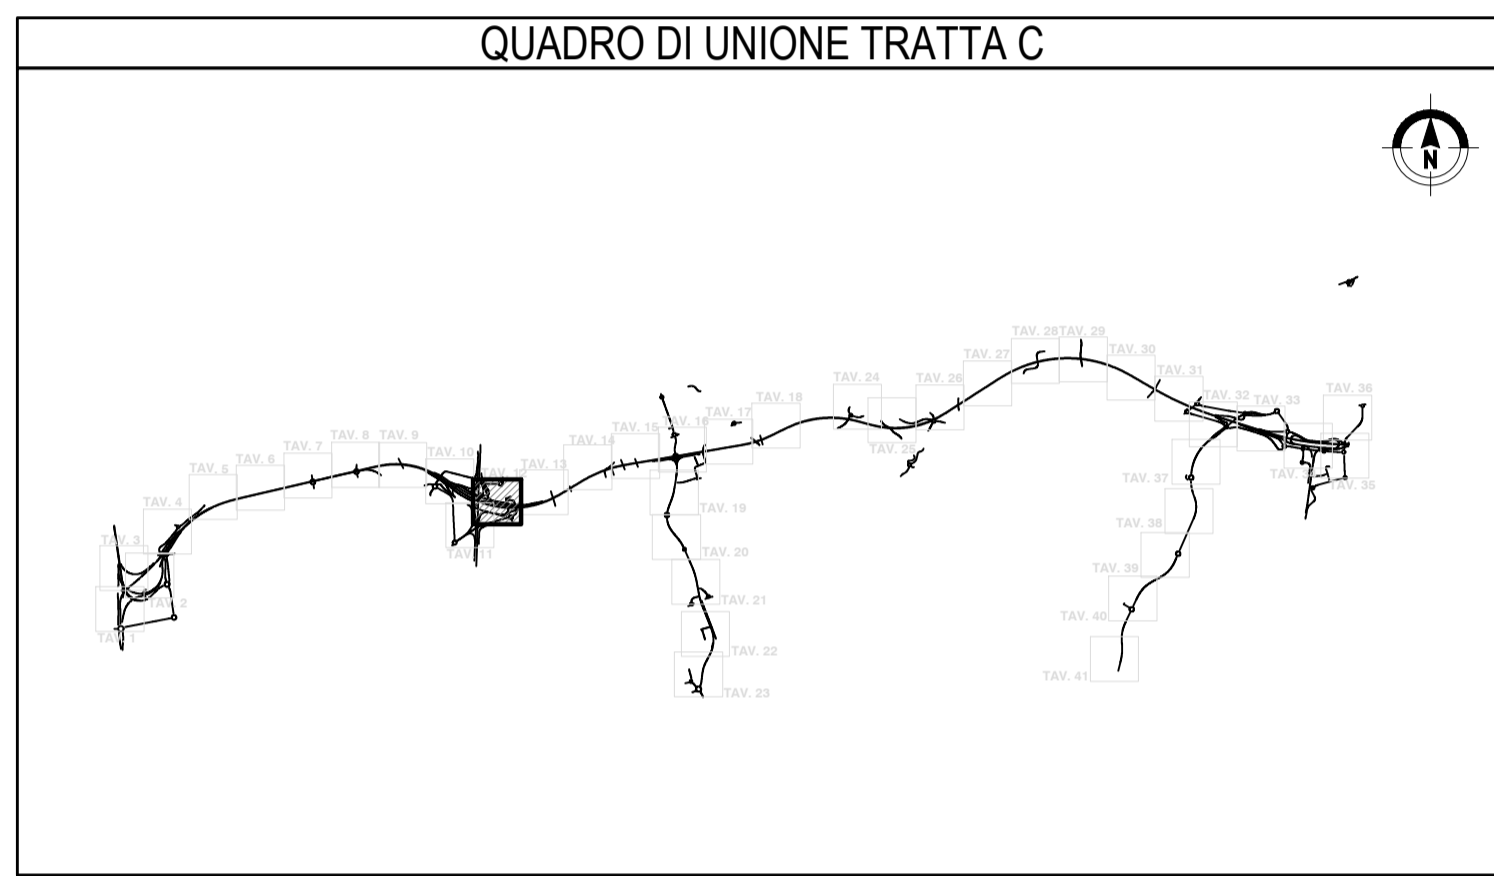 QUADRO DI UNIONE TRATTA C
N
TAV. 28
TAV. 29
TAV. 27
TAV. 30
TAV. 31
TAV. 24
TAV. 26
TAV. 18
TAV. 36
TAV. 32
TAV. 33
TAV. 17
TAV. 16
TAV. 15
TAV. 14
TAV. 25
TAV. 8
TAV. 9
TAV. 7
TAV. 6
TAV. 5
TAV. 10
TAV. 12
TAV. 13
TAV. 37
TAV. 35
TAV. 4
TAV. 19
TAV. 38
TAV. 3
TAV. 11
TAV. 20
TAV. 39
TAV. 2
TAV. 21
TAV. 40
TAV. 1
TAV. 22
TAV. 41
TAV. 23